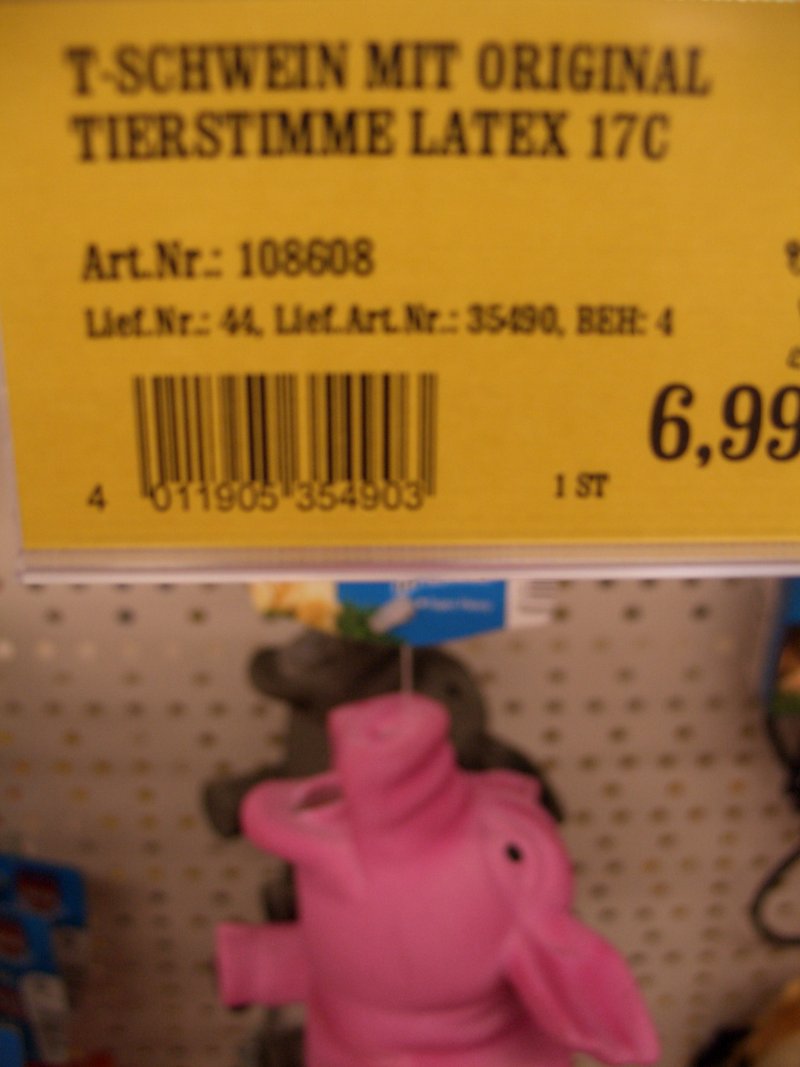 T-SCHWEIN MIT ORIGINAL
TIERSTIMME LATEX 17C
Art.Nr.: 108608
Lief.Nr.: 44, Lief.Art.Nr.: 35490, BEH: 4
6,99
1 ST
4 011905 354903